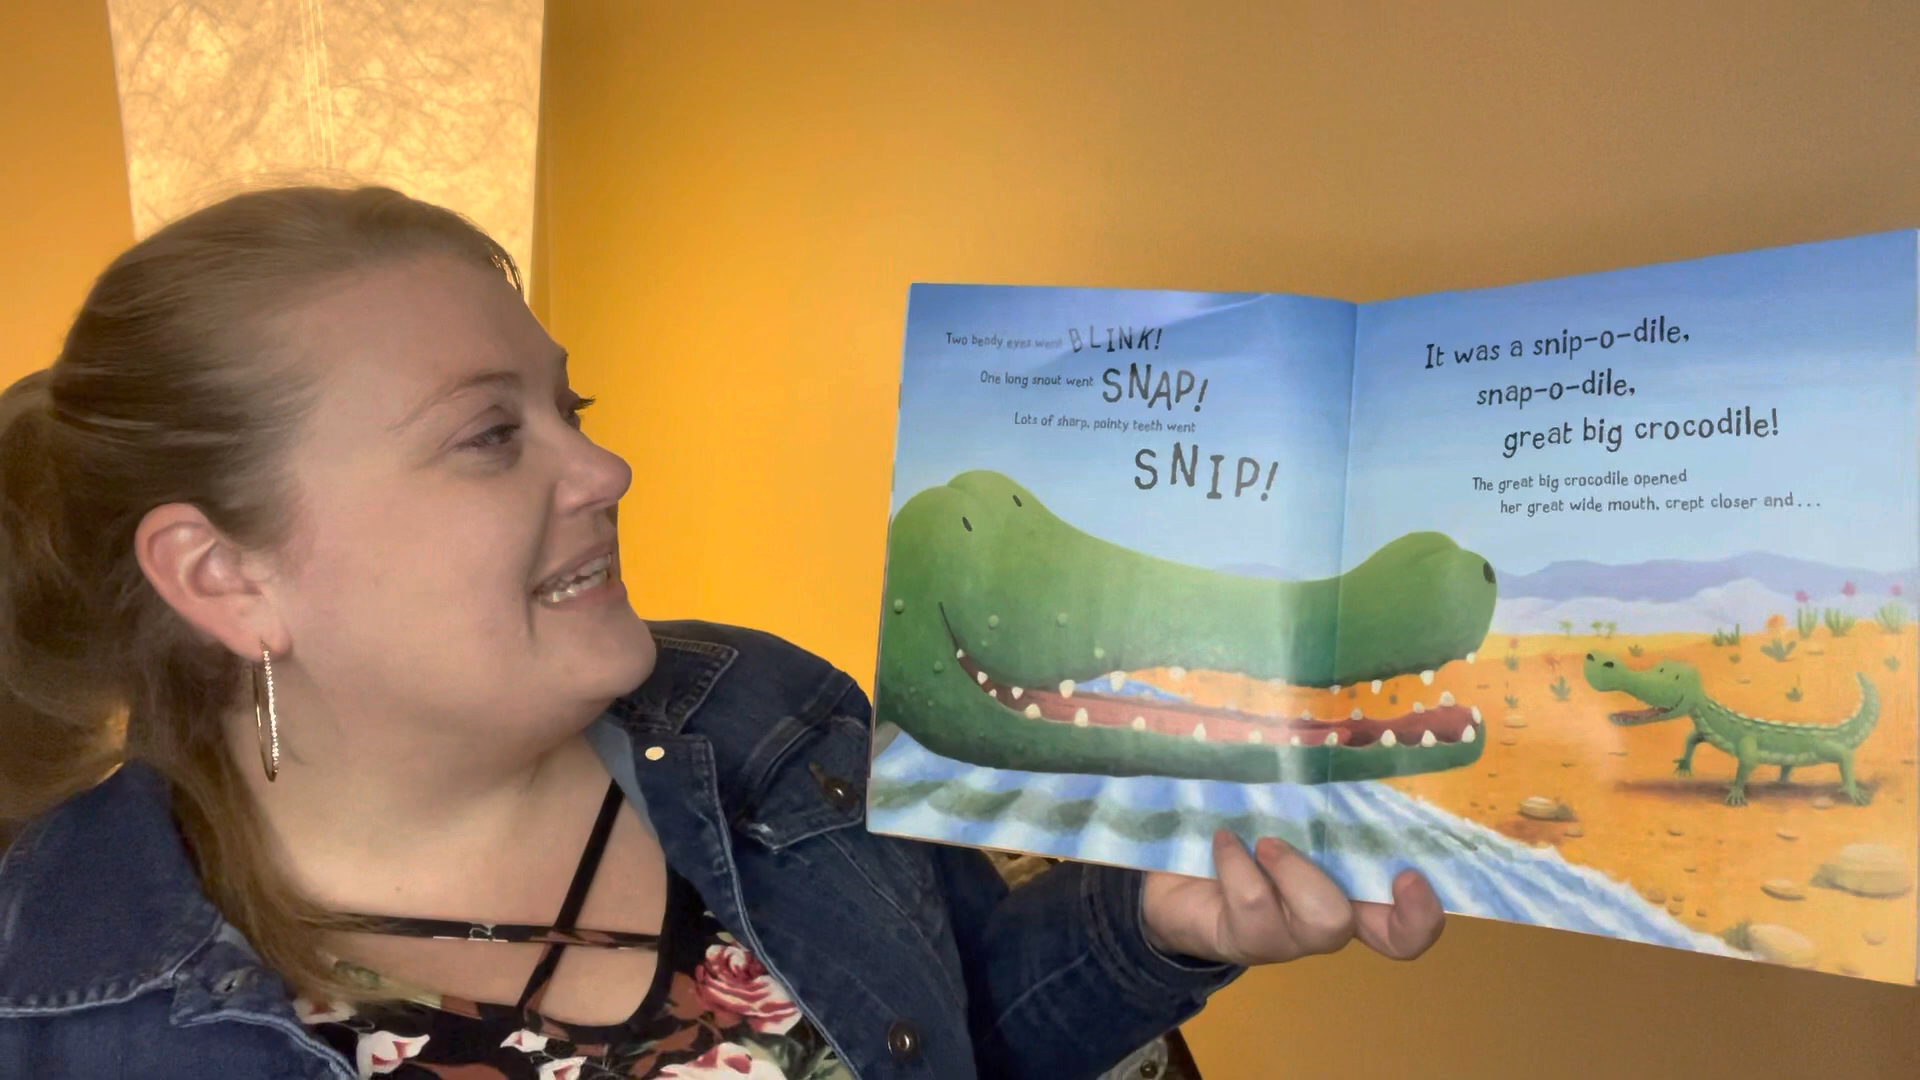 Two beady eyes went BLINK!
One long snout went SNAP!
Lots of sharp, pointy teeth went
SNIP!
It was a snip-o-dile,
snap-o-dile,
great big crocodile!
The great big crocodile opened
her great wide mouth, crept closer and...